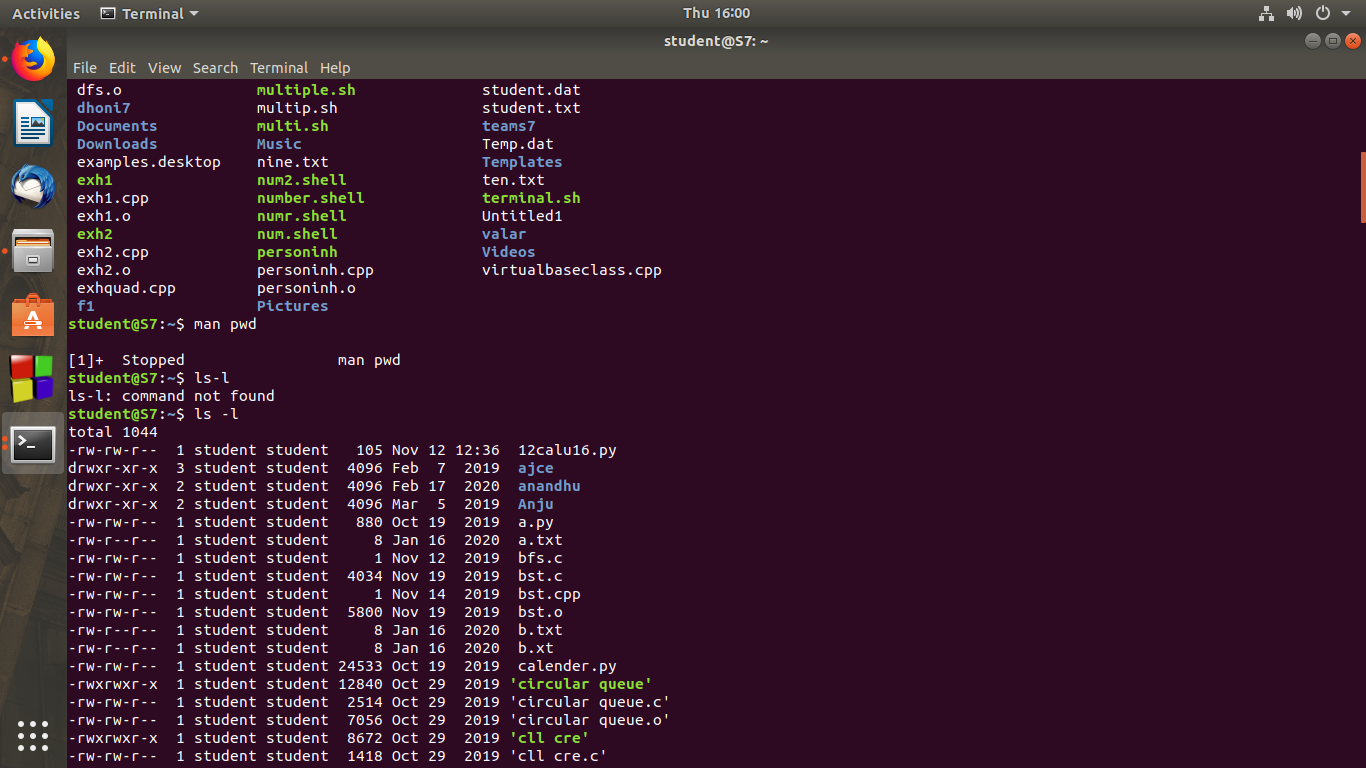 Activities Terminal Thu 16:00
student@S7: ~
File Edit View Search Terminal Help
dfs.o multiple.sh student.dat
dhoni7 multip.sh student.txt
Documents multi.sh teams7
Downloads Music Temp.dat
examples.desktop nine.txt Templates
exh1 num2.shell ten.txt
exh1.cpp number.shell terminal.sh
exh1.o numr.shell Untitled1
exh2 num.shell valar
exh2.cpp personinh Videos
exh2.o personinh.cpp virtualbaseclass.cpp
exhquad.cpp personinh.o
f1 Pictures
student@S7:~$ man pwd
[1]+  Stopped                 man pwd
student@S7:~$ ls-l
ls-l: command not found
student@S7:~$ ls -l
total 1044
-rw-rw-r--  1 student student   105 Nov 12 12:36  12calu16.py
drwxr-xr-x  3 student student  4096 Feb  7  2019  ajce
drwxr-xr-x  2 student student  4096 Feb 17  2020  anandhu
drwxr-xr-x  2 student student  4096 Mar  5  2019  Anju
-rw-rw-r--  1 student student   880 Oct 19  2019  a.py
-rw-r--r--  1 student student     8 Jan 16  2020  a.txt
-rw-rw-r--  1 student student     1 Nov 12  2019  bfs.c
-rw-rw-r--  1 student student  4034 Nov 19  2019  bst.c
-rw-rw-r--  1 student student     1 Nov 14  2019  bst.cpp
-rw-rw-r--  1 student student  5800 Nov 19  2019  bst.o
-rw-r--r--  1 student student     8 Jan 16  2020  b.txt
-rw-r--r--  1 student student     8 Jan 16  2020  b.xt
-rw-rw-r--  1 student student 24533 Oct 19  2019  calender.py
-rwxrwxr-x  1 student student 12840 Oct 29  2019 'circular queue'
-rw-rw-r--  1 student student  2514 Oct 29  2019 'circular queue.c'
-rw-rw-r--  1 student student  7056 Oct 29  2019 'circular queue.o'
-rwxrwxr-x  1 student student  8672 Oct 29  2019 'cll cre'
-rw-rw-r--  1 student student  1418 Oct 29  2019 'cll cre.c'